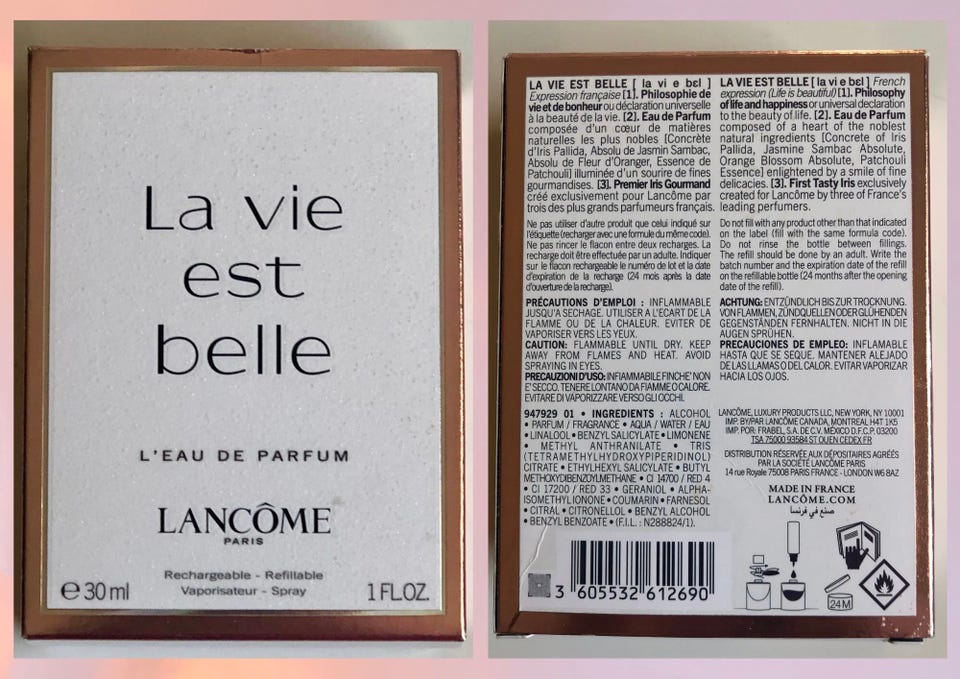 La vie
est
belle
L'EAU DE PARFUM
LANCÔME
PARIS
Rechargeable - Refillable
Vaporisateur - Spray
℮ 30 ml
1 FL.OZ.
LA VIE EST BELLE [ la vi e bɛl ]
Expression française [1]. Philosophie de
vie et de bonheur ou déclaration universelle
à la beauté de la vie. [2]. Eau de Parfum
composée d'un cœur de matières
naturelles les plus nobles [Concrète
d'Iris Pallida, Absolu de Jasmin Sambac,
Absolu de Fleur d'Oranger, Essence de
Patchouli] illuminée d'un sourire de fines
gourmandises. [3]. Premier Iris Gourmand
créé exclusivement pour Lancôme par
trois des plus grands parfumeurs français.
Ne pas utiliser d'autre produit que celui indiqué sur
l'étiquette (recharger avec une formule du même code).
Ne pas rincer le flacon entre deux recharges. La
recharge doit être effectuée par un adulte. Indiquer
sur le flacon rechargeable le numéro de lot et la date
d'expiration de la recharge (24 mois après la date
d'ouverture de la recharge).
PRÉCAUTIONS D'EMPLOI : INFLAMMABLE
JUSQU'A SECHAGE. UTILISER A L'ECART DE LA
FLAMME OU DE LA CHALEUR. EVITER DE
VAPORISER VERS LES YEUX.
CAUTION: FLAMMABLE UNTIL DRY. KEEP
AWAY FROM FLAMES AND HEAT. AVOID
SPRAYING IN EYES.
PRECAUZIONI D'USO: INFIAMMABILE FINCHE' NON
E' SECCO. TENERE LONTANO DA FIAMME O CALORE.
EVITARE DI VAPORIZZARE VERSO GLI OCCHI.
947929 01 • INGREDIENTS : ALCOHOL
• PARFUM / FRAGRANCE • AQUA / WATER / EAU
• LINALOOL • BENZYL SALICYLATE • LIMONENE
• METHYL ANTHRANILATE • TRIS
(TETRAMETHYLHYDROXYPIPERIDINOL)
CITRATE • ETHYLHEXYL SALICYLATE • BUTYL
METHOXYDIBENZOYLMETHANE • CI 14700 / RED 4
• CI 17200 / RED 33 • GERANIOL • ALPHA-
ISOMETHYL IONONE • COUMARIN • FARNESOL
• CITRAL • CITRONELLOL • BENZYL ALCOHOL
• BENZYL BENZOATE • (F.I.L. : N288824/1).
3 605532 612690
LA VIE EST BELLE [ la vi e bɛl ] French
expression (Life is beautiful) [1]. Philosophy
of life and happiness or universal declaration
to the beauty of life. [2]. Eau de Parfum
composed of a heart of the noblest
natural ingredients [Concrete of Iris
Pallida, Jasmine Sambac Absolute,
Orange Blossom Absolute, Patchouli
Essence] enlightened by a smile of fine
delicacies. [3]. First Tasty Iris exclusively
created for Lancôme by three of France's
leading perfumers.
Do not fill with any product other than that indicated
on the label (fill with the same formula code).
Do not rinse the bottle between fillings.
The refill should be done by an adult. Write the
batch number and the expiration date of the refill
on the refillable bottle (24 months after the opening
date of the refill).
ACHTUNG: ENTZÜNDLICH BIS ZUR TROCKNUNG.
VON FLAMMEN, ZÜNDQUELLEN ODER GLÜHENDEN
GEGENSTÄNDEN FERNHALTEN. NICHT IN DIE
AUGEN SPRÜHEN.
PRECAUCIONES DE EMPLEO: INFLAMABLE
HASTA QUE SE SEQUE. MANTENER ALEJADO
DE LAS LLAMAS O DEL CALOR. EVITAR VAPORIZAR
HACIA LOS OJOS.
LANCÔME, LUXURY PRODUCTS LLC, NEW YORK, NY 10001
IMP. BY/PAR LANCÔME CANADA, MONTREAL H4T 1K5
IMP. POR: FRABEL, S.A. DE C.V. MÉXICO D.F. C.P. 03200
TSA 75000 93584 ST OUEN CEDEX FR
DISTRIBUTION RÉSERVÉE AUX DÉPOSITAIRES AGRÉÉS
PAR LA SOCIÉTÉ LANCÔME PARIS
14 rue Royale 75008 PARIS FRANCE - LONDON W6 8AZ
MADE IN FRANCE
LANCOME.COM
صنع في فرنسا
24M